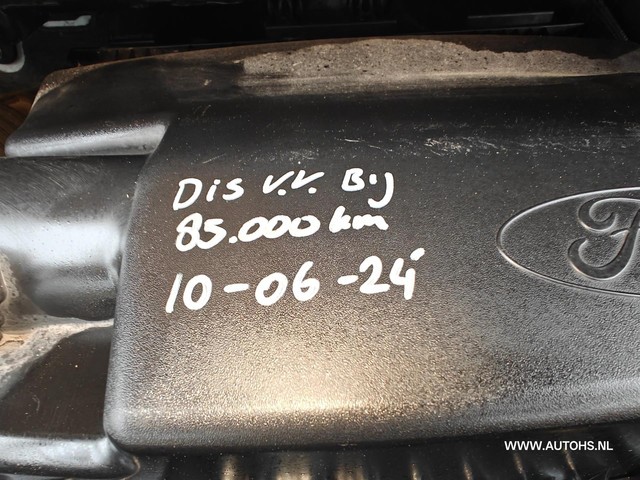 Dis V.V. Bij
85.000 km
10-06-24
WWW.AUTOHS.NL